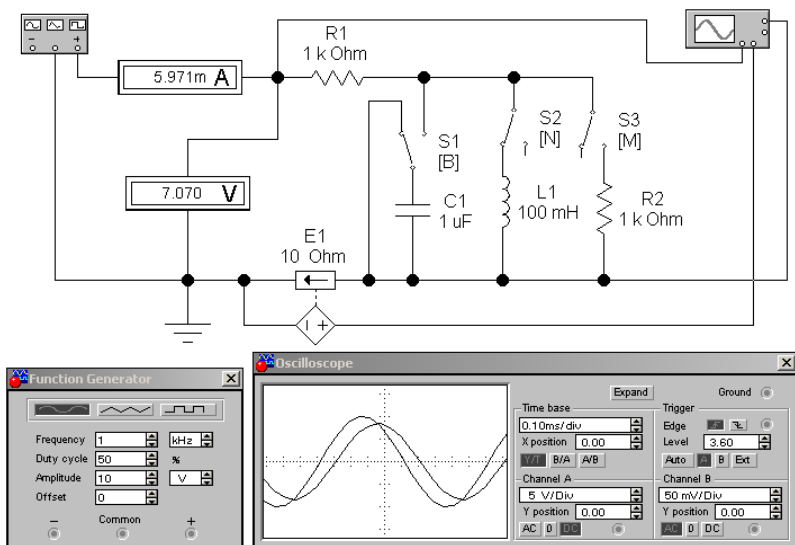 R1
1 k Ohm
5.971m A
S1
[B]
S2
[N]
S3
[M]
7.070 V
C1
1 uF
L1
100 mH
R2
1 k Ohm
E1
10 Ohm
Function Generator
Frequency 1 kHz
Duty cycle 50 %
Amplitude 10 V
Offset 0
− Common +
Oscilloscope
Expand Ground
Time base
0.10ms/div
X position 0.00
Y/T B/A A/B
Trigger
Edge
Level 3.60
Auto A B Ext
Channel A
5 V/Div
Y position 0.00
AC 0 DC
Channel B
50 mV/Div
Y position 0.00
AC 0 DC